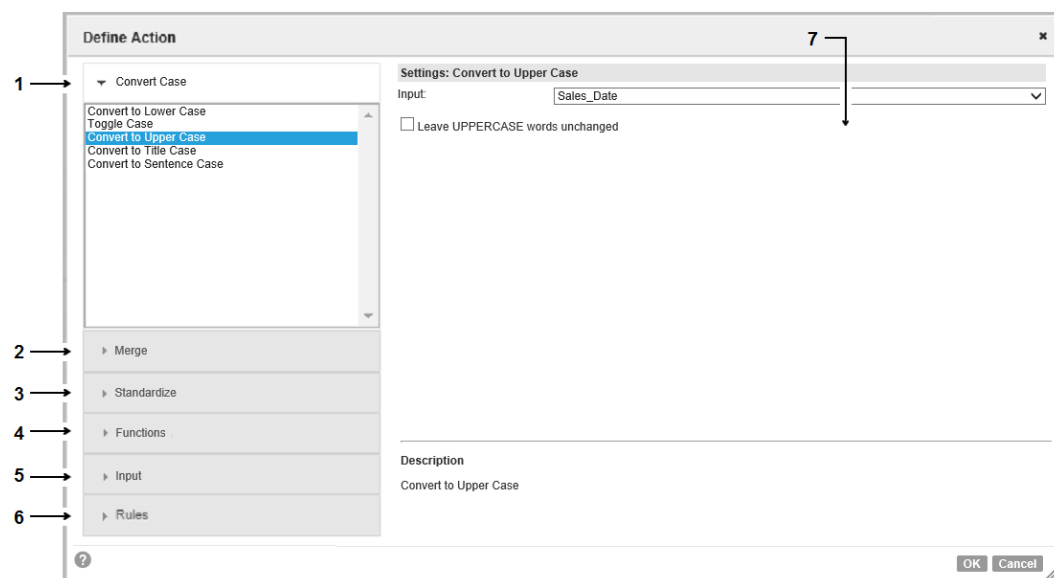 Define Action
7
×
1
Convert Case
Convert to Lower Case
Toggle Case
Convert to Upper Case
Convert to Title Case
Convert to Sentence Case
2
Merge
3
Standardize
4
Functions
5
Input
6
Rules
Settings: Convert to Upper Case
Input: Sales_Date
Leave UPPERCASE words unchanged
Description
Convert to Upper Case
?
OK Cancel